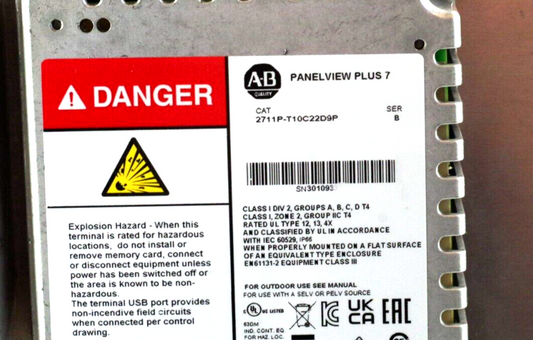 DANGER
Explosion Hazard - When this
terminal is rated for hazardous
locations, do not install or
remove memory card, connect
or disconnect equipment unless
power has been switched off or
the area is known to be non-
hazardous.
The terminal USB port provides
non-incendive field circuits
when connected per control
drawing.
A-B
QUALITY
PANELVIEW PLUS 7
CAT SER
2711P-T10C22D9P B
SN301093
CLASS I DIV 2, GROUPS A, B, C, D T4
CLASS I, ZONE 2, GROUP IIC T4
RATED UL TYPE 12, 13, 4X
AND CLASSIFIED BY UL IN ACCORDANCE
WITH IEC 60529, IP66
WHEN PROPERLY MOUNTED ON A FLAT SURFACE
OF AN EQUIVALENT TYPE ENCLOSURE
EN61131-2 EQUIPMENT CLASS III
FOR OUTDOOR USE SEE MANUAL
FOR USE WITH A SELV OR PELV SOURCE
c UL US LISTED UK CA EAC
IND. CONT. EQ.
FOR HAZ. LOC.